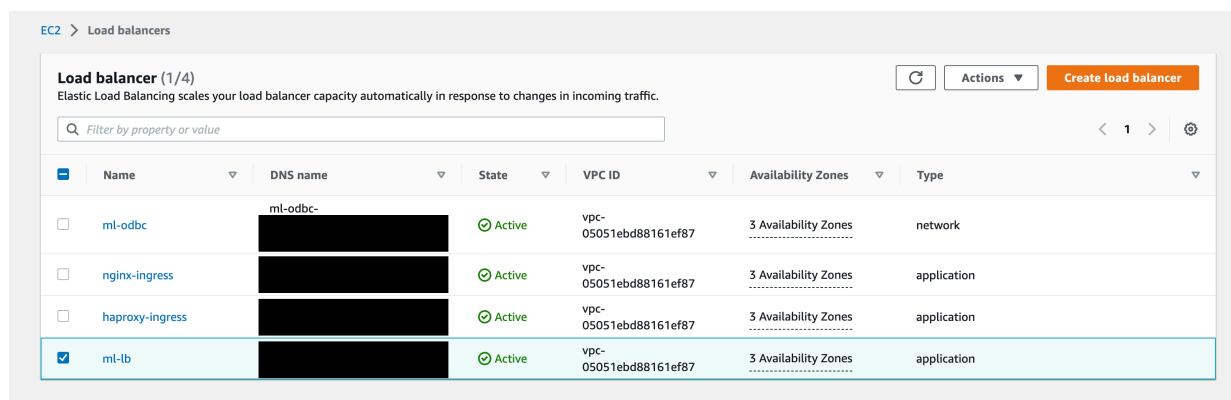 EC2 > Load balancers
Load balancer (1/4)
Elastic Load Balancing scales your load balancer capacity automatically in response to changes in incoming traffic.
Actions
Create load balancer
Filter by property or value
1
Name DNS name State VPC ID Availability Zones Type
ml-odbc ml-odbc- Active vpc-05051ebd88161ef87 3 Availability Zones network
nginx-ingress Active vpc-05051ebd88161ef87 3 Availability Zones application
haproxy-ingress Active vpc-05051ebd88161ef87 3 Availability Zones application
ml-lb Active vpc-05051ebd88161ef87 3 Availability Zones application